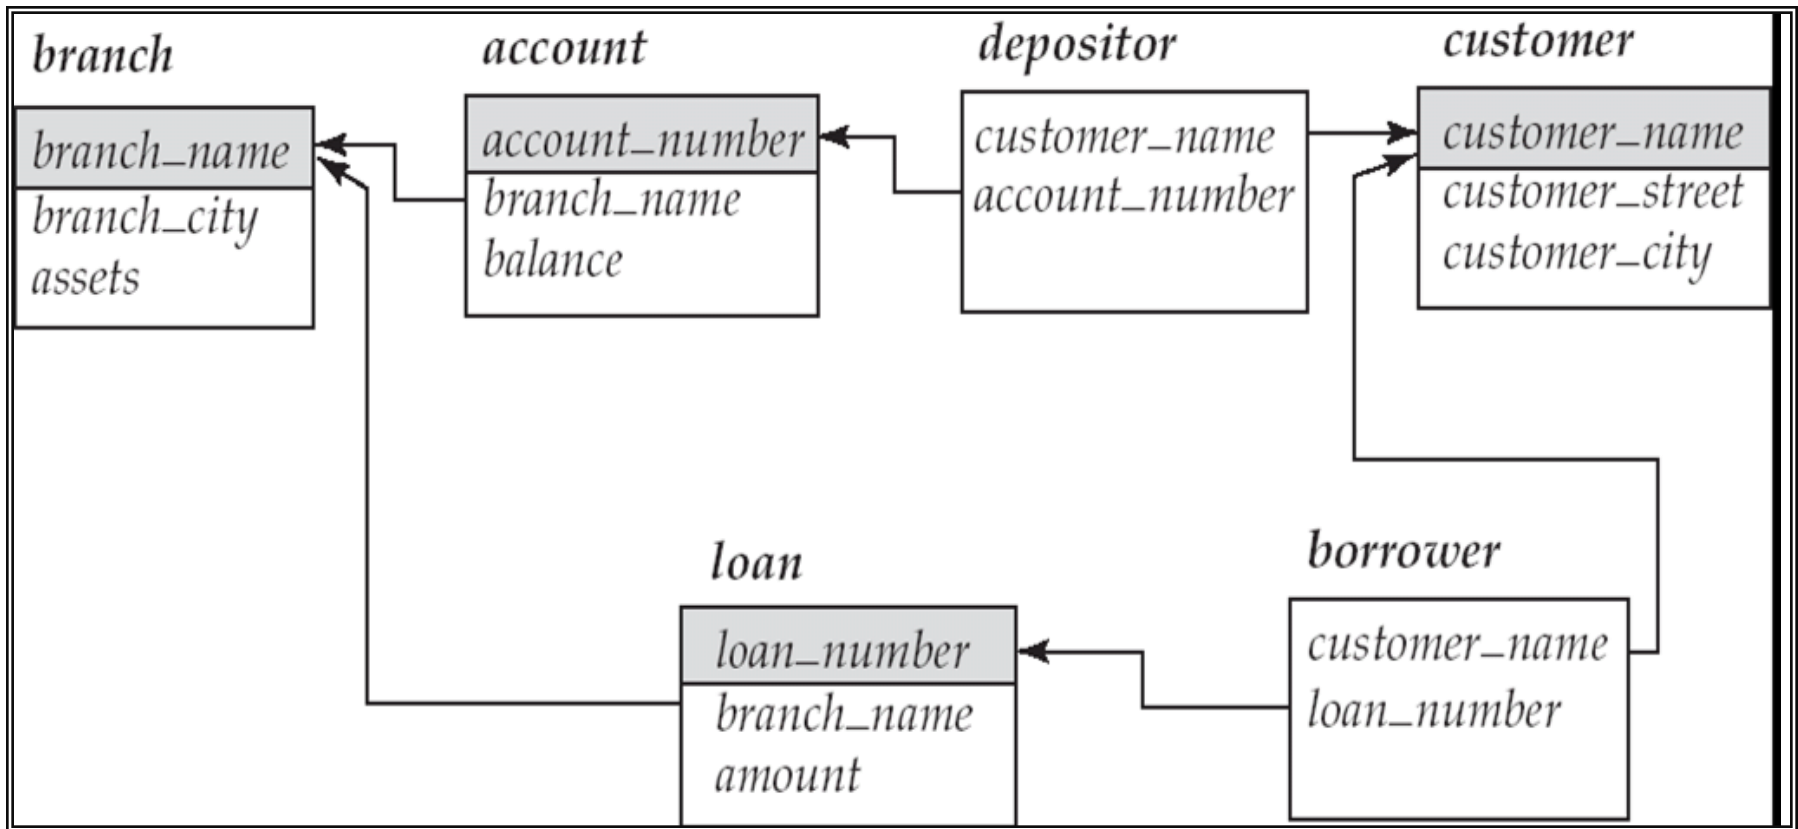 branch
branch_name
branch_city
assets
account
account_number
branch_name
balance
depositor
customer_name
account_number
customer
customer_name
customer_street
customer_city
loan
loan_number
branch_name
amount
borrower
customer_name
loan_number